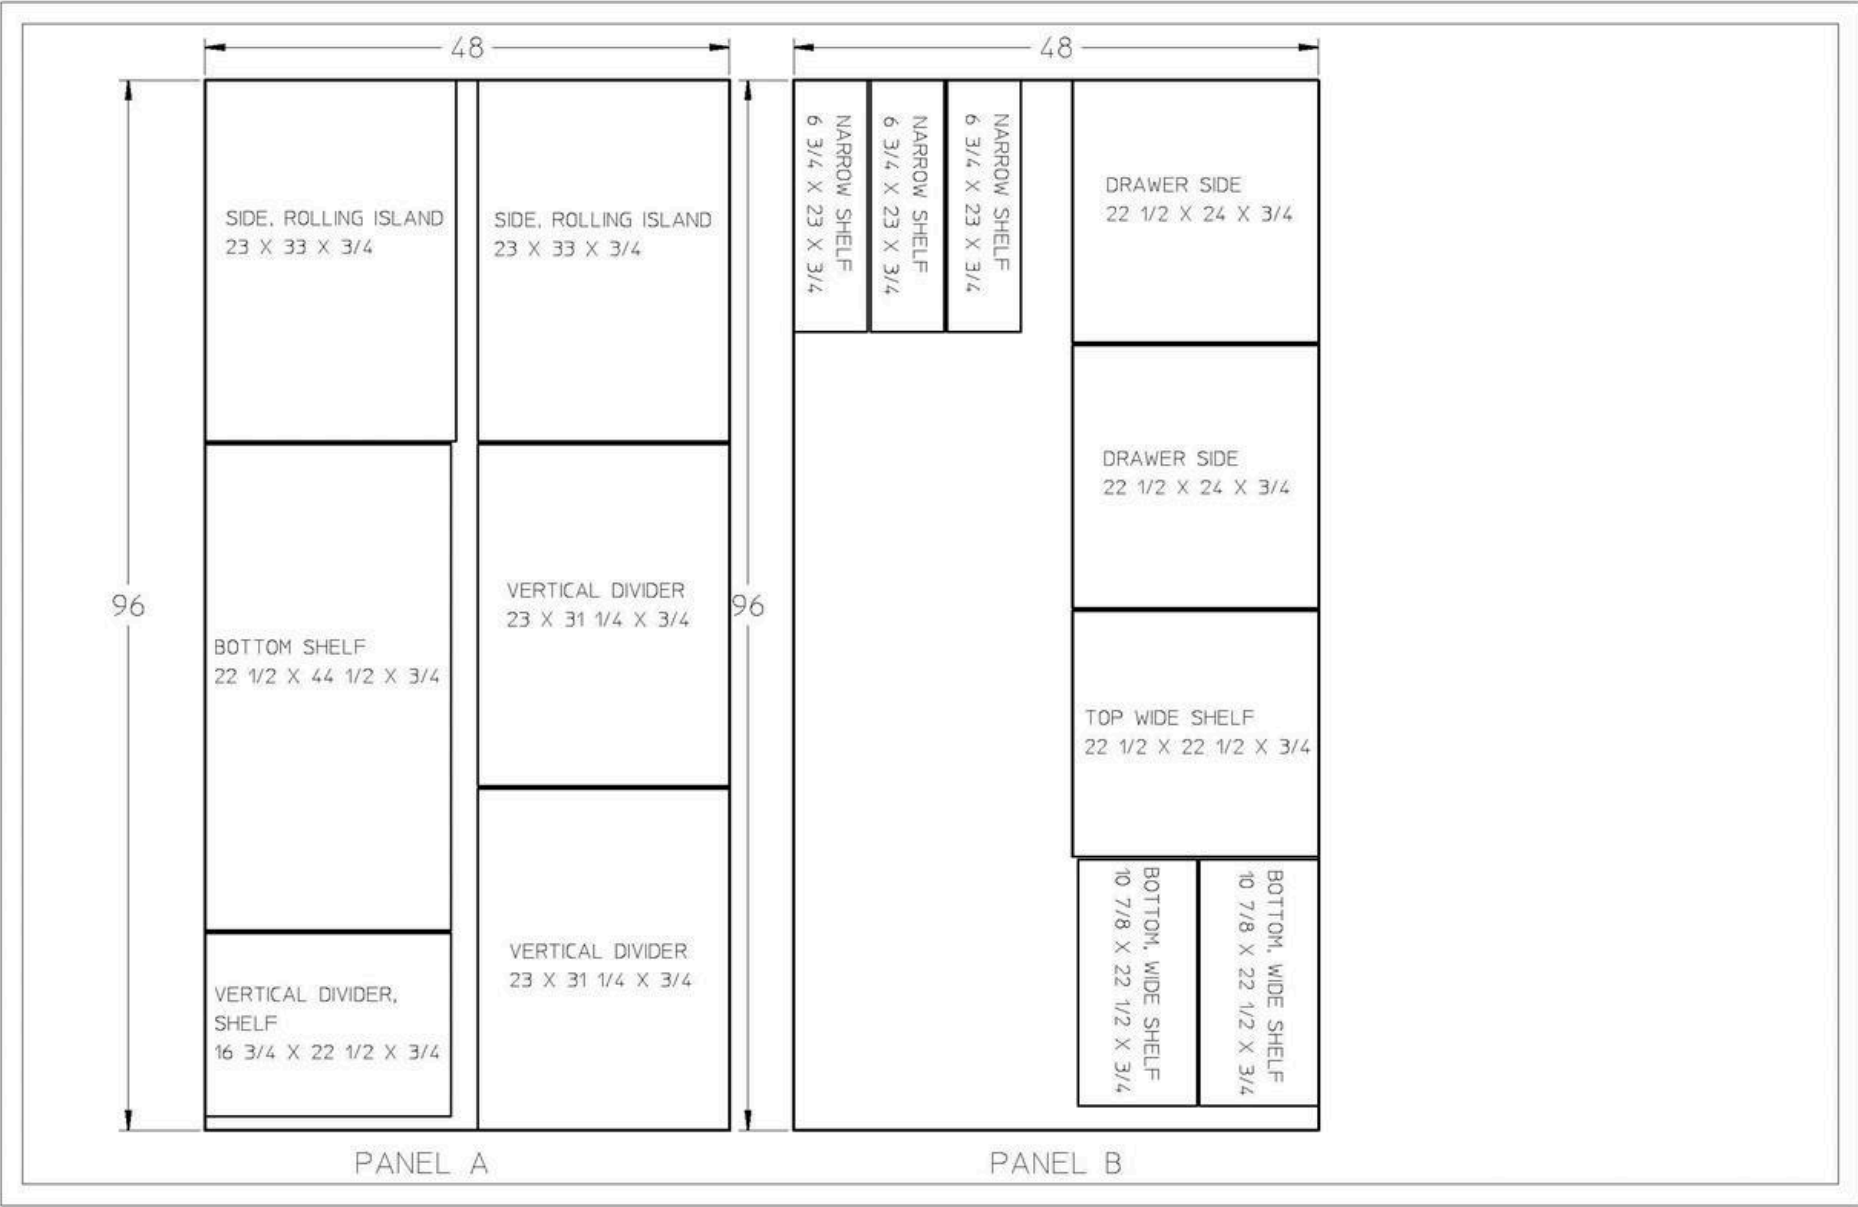 48
48
96
96
SIDE, ROLLING ISLAND
23 X 33 X 3/4
SIDE, ROLLING ISLAND
23 X 33 X 3/4
BOTTOM SHELF
22 1/2 X 44 1/2 X 3/4
VERTICAL DIVIDER
23 X 31 1/4 X 3/4
VERTICAL DIVIDER,
SHELF
16 3/4 X 22 1/2 X 3/4
VERTICAL DIVIDER
23 X 31 1/4 X 3/4
PANEL A
NARROW SHELF
6 3/4 X 23 X 3/4
NARROW SHELF
6 3/4 X 23 X 3/4
NARROW SHELF
6 3/4 X 23 X 3/4
DRAWER SIDE
22 1/2 X 24 X 3/4
DRAWER SIDE
22 1/2 X 24 X 3/4
TOP WIDE SHELF
22 1/2 X 22 1/2 X 3/4
BOTTOM, WIDE SHELF
10 7/8 X 22 1/2 X 3/4
BOTTOM, WIDE SHELF
10 7/8 X 22 1/2 X 3/4
PANEL B